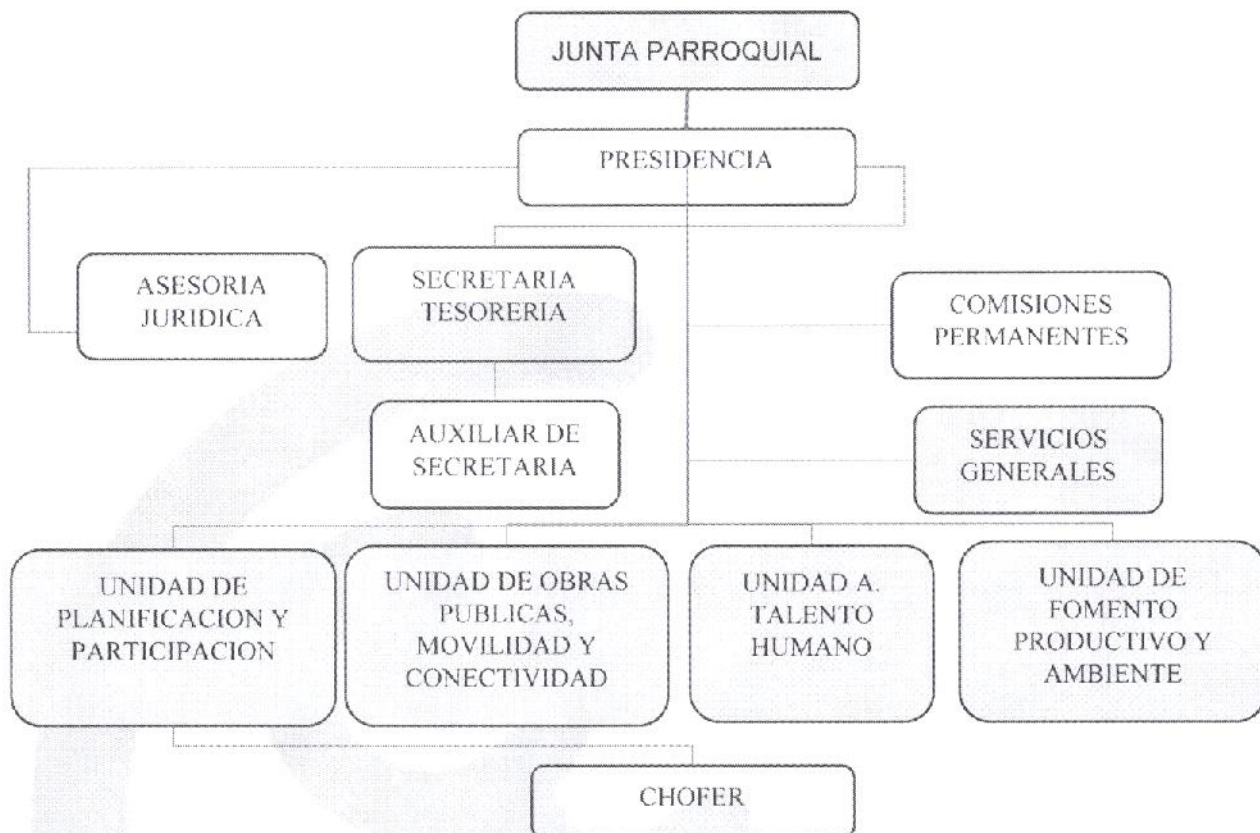 JUNTA PARROQUIAL
PRESIDENCIA
ASESORIA
JURIDICA
SECRETARIA
TESORERIA
COMISIONES
PERMANENTES
AUXILIAR DE
SECRETARIA
SERVICIOS
GENERALES
UNIDAD DE
PLANIFICACION Y
PARTICIPACION
UNIDAD DE OBRAS
PUBLICAS,
MOVILIDAD Y
CONECTIVIDAD
UNIDAD A.
TALENTO
HUMANO
UNIDAD DE
FOMENTO
PRODUCTIVO Y
AMBIENTE
CHOFER